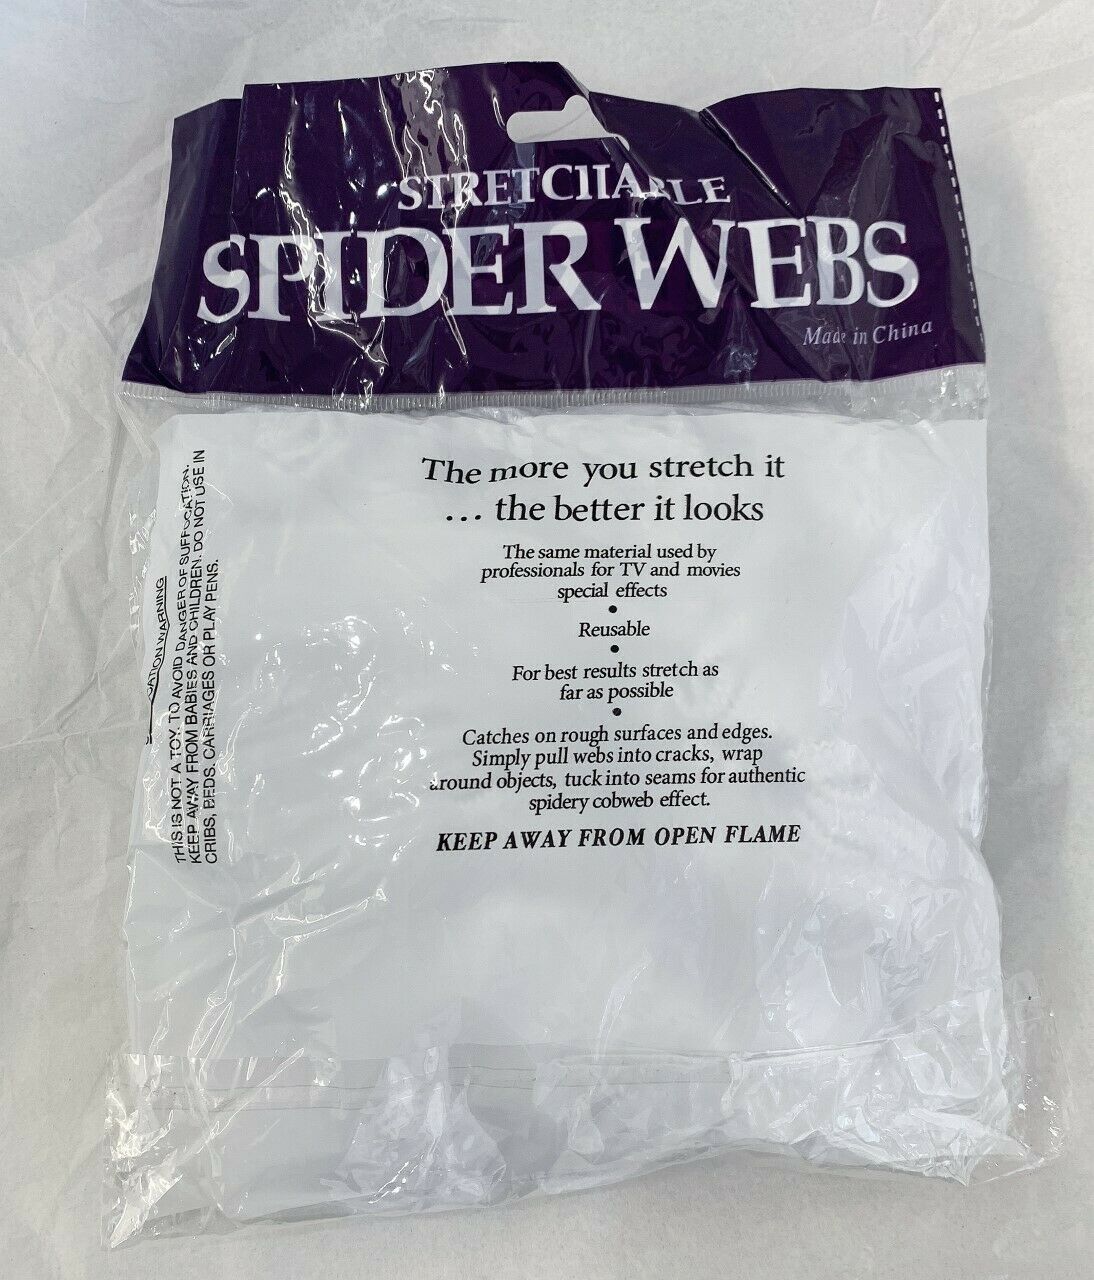 STRETCHABLE
SPIDER WEBS
Made in China
The more you stretch it
... the better it looks
The same material used by
professionals for TV and movies
special effects
•
Reusable
•
For best results stretch as
far as possible
•
Catches on rough surfaces and edges.
Simply pull webs into cracks, wrap
around objects, tuck into seams for authentic
spidery cobweb effect.
KEEP AWAY FROM OPEN FLAME
WARNING
THIS IS NOT A TOY. TO AVOID DANGER OF SUFFOCATION,
KEEP AWAY FROM BABIES AND CHILDREN. DO NOT USE IN
CRIBS, BEDS, CARRIAGES OR PLAY PENS.